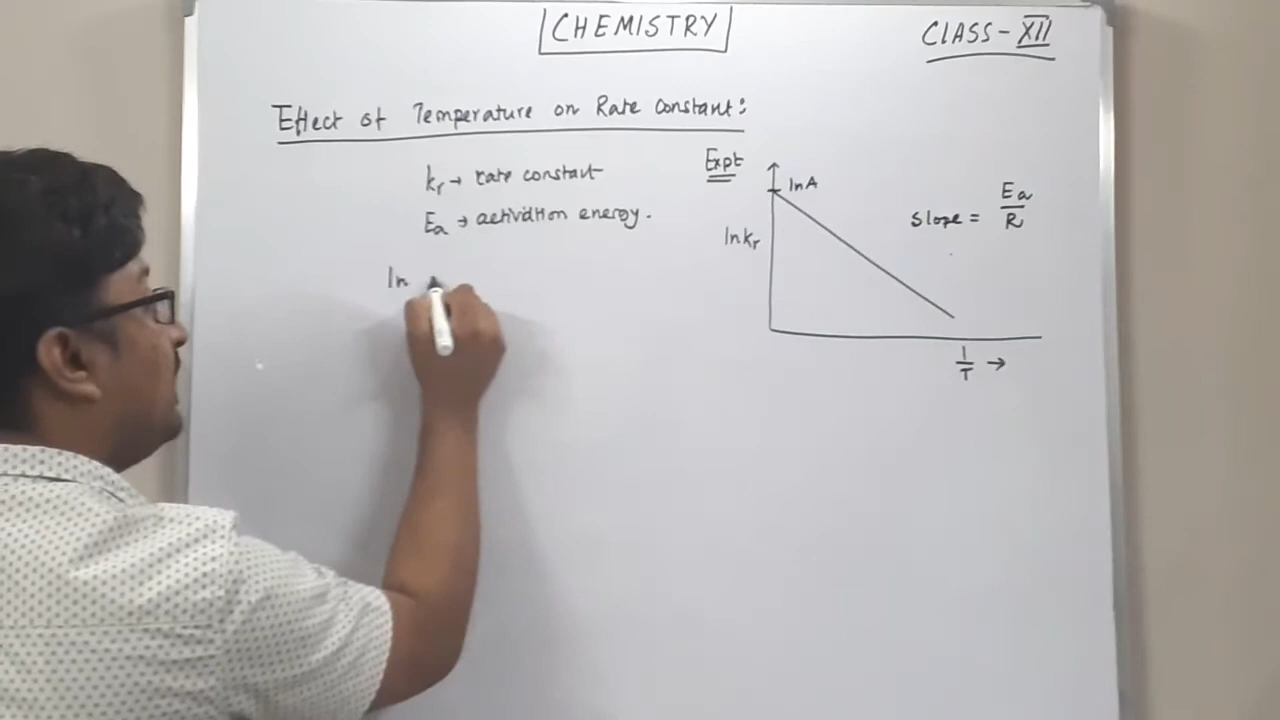 CHEMISTRY
CLASS - XII
Effect of Temperature on Rate Constant:
kr → rate constant
Ea → activation energy.
ln
Expt
ln A
ln kr
Slope = Ea/R
1/T →